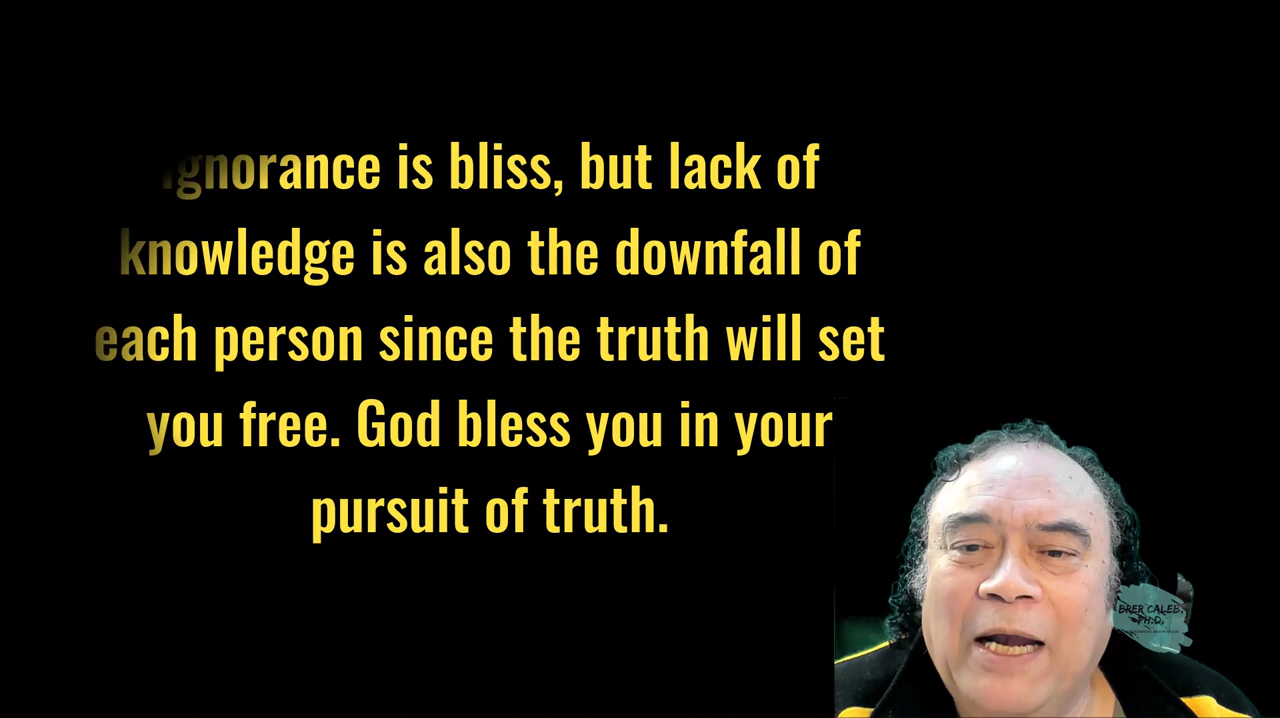 Ignorance is bliss, but lack of
knowledge is also the downfall of
each person since the truth will set
you free. God bless you in your
pursuit of truth.
BRER CALEB,
PH.D.